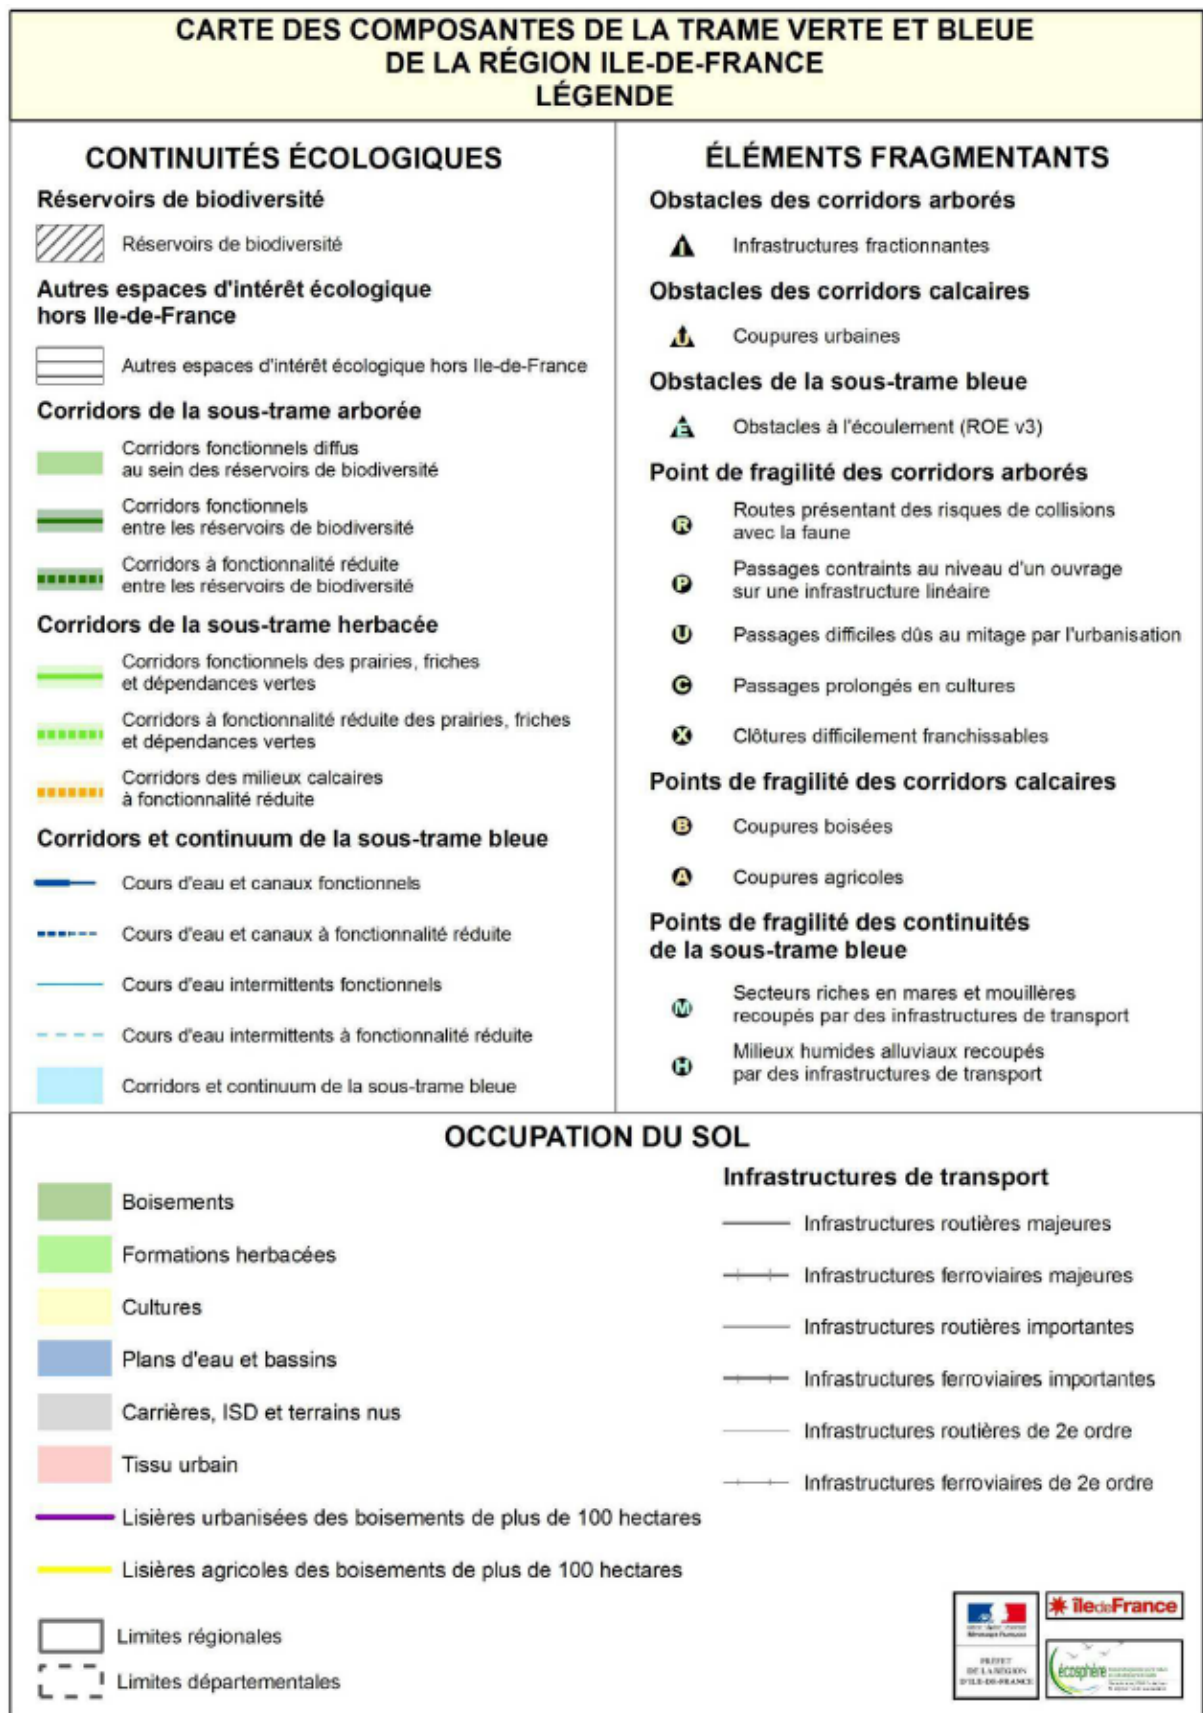 CARTE DES COMPOSANTES DE LA TRAME VERTE ET BLEUE
DE LA RÉGION ILE-DE-FRANCE
LÉGENDE
CONTINUITÉS ÉCOLOGIQUES
Réservoirs de biodiversité
Réservoirs de biodiversité
Autres espaces d'intérêt écologique
hors Ile-de-France
Autres espaces d'intérêt écologique hors Ile-de-France
Corridors de la sous-trame arborée
Corridors fonctionnels diffus
au sein des réservoirs de biodiversité
Corridors fonctionnels
entre les réservoirs de biodiversité
Corridors à fonctionnalité réduite
entre les réservoirs de biodiversité
Corridors de la sous-trame herbacée
Corridors fonctionnels des prairies, friches
et dépendances vertes
Corridors à fonctionnalité réduite des prairies, friches
et dépendances vertes
Corridors des milieux calcaires
à fonctionnalité réduite
Corridors et continuum de la sous-trame bleue
Cours d'eau et canaux fonctionnels
Cours d'eau et canaux à fonctionnalité réduite
Cours d'eau intermittents fonctionnels
Cours d'eau intermittents à fonctionnalité réduite
Corridors et continuum de la sous-trame bleue
ÉLÉMENTS FRAGMENTANTS
Obstacles des corridors arborés
I Infrastructures fractionnantes
Obstacles des corridors calcaires
U Coupures urbaines
Obstacles de la sous-trame bleue
E Obstacles à l'écoulement (ROE v3)
Point de fragilité des corridors arborés
R Routes présentant des risques de collisions
avec la faune
P Passages contraints au niveau d'un ouvrage
sur une infrastructure linéaire
U Passages difficiles dûs au mitage par l'urbanisation
C Passages prolongés en cultures
X Clôtures difficilement franchissables
Points de fragilité des corridors calcaires
B Coupures boisées
A Coupures agricoles
Points de fragilité des continuités
de la sous-trame bleue
M Secteurs riches en mares et mouillères
recoupés par des infrastructures de transport
H Milieux humides alluviaux recoupés
par des infrastructures de transport
OCCUPATION DU SOL
Boisements
Formations herbacées
Cultures
Plans d'eau et bassins
Carrières, ISD et terrains nus
Tissu urbain
Lisières urbanisées des boisements de plus de 100 hectares
Lisières agricoles des boisements de plus de 100 hectares
Limites régionales
Limites départementales
Infrastructures de transport
Infrastructures routières majeures
Infrastructures ferroviaires majeures
Infrastructures routières importantes
Infrastructures ferroviaires importantes
Infrastructures routières de 2e ordre
Infrastructures ferroviaires de 2e ordre
PRÉFET
DE LA RÉGION
D'ILE-DE-FRANCE
île de France
écosphère